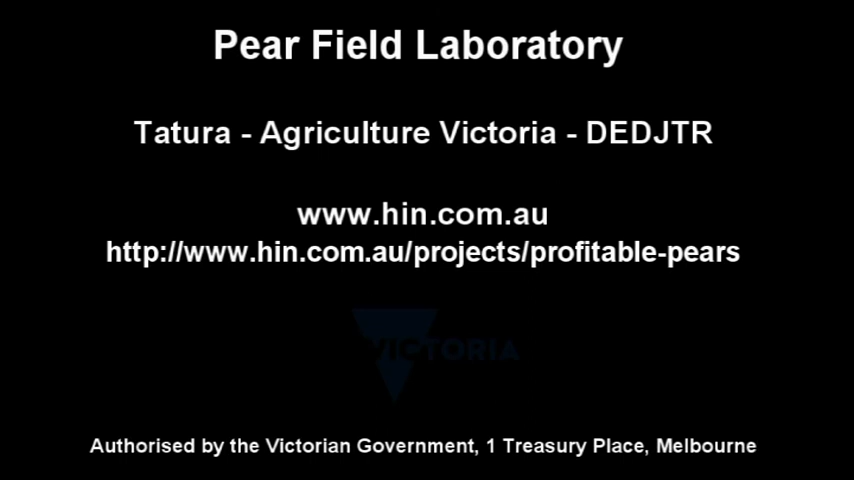 Pear Field Laboratory
Tatura - Agriculture Victoria - DEDJTR
www.hin.com.au
http://www.hin.com.au/projects/profitable-pears
VICTORIA
Authorised by the Victorian Government, 1 Treasury Place, Melbourne